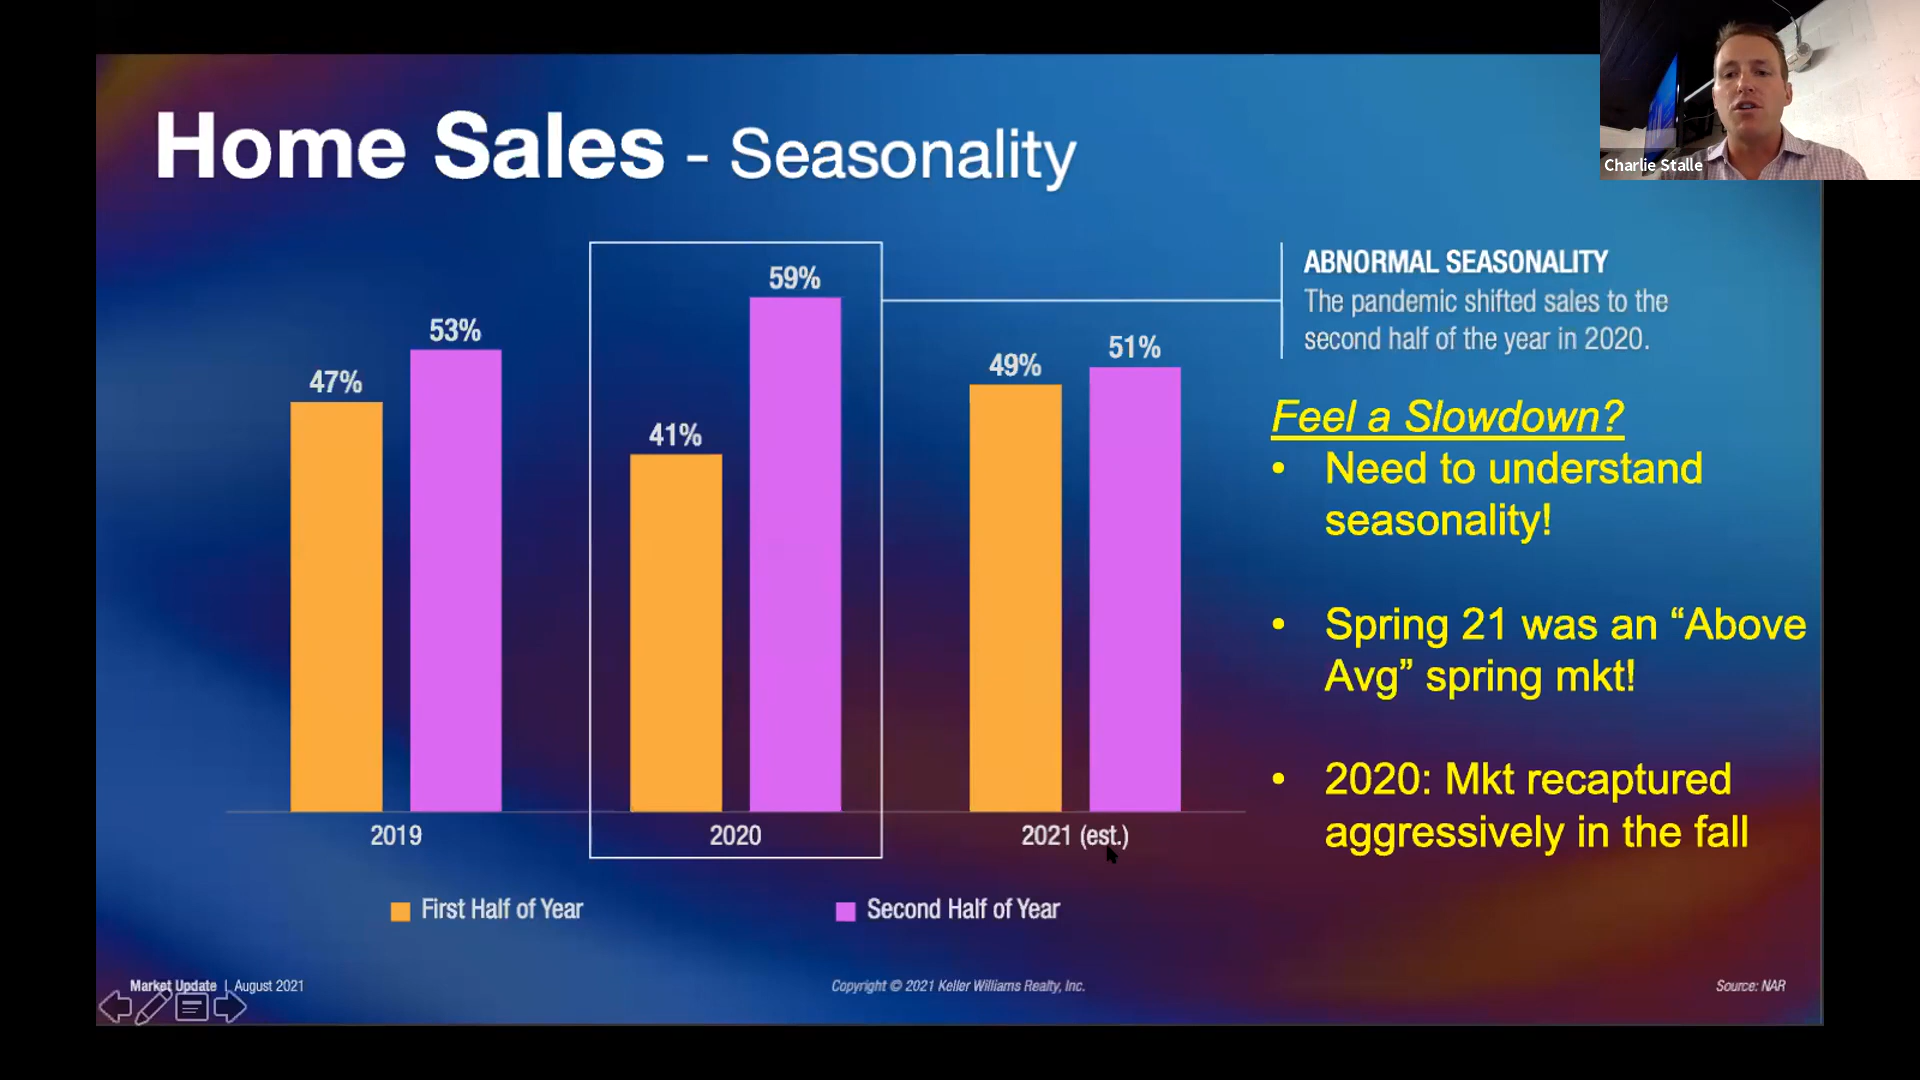 Charlie Stalle
Home Sales - Seasonality
ABNORMAL SEASONALITY
The pandemic shifted sales to the
second half of the year in 2020.
47%
53%
41%
59%
49%
51%
2019
2020
2021 (est.)
First Half of Year
Second Half of Year
Feel a Slowdown?
• Need to understand
seasonality!
• Spring 21 was an “Above
Avg” spring mkt!
• 2020: Mkt recaptured
aggressively in the fall
Market Update | August 2021
Copyright © 2021 Keller Williams Realty, Inc.
Source: NAR